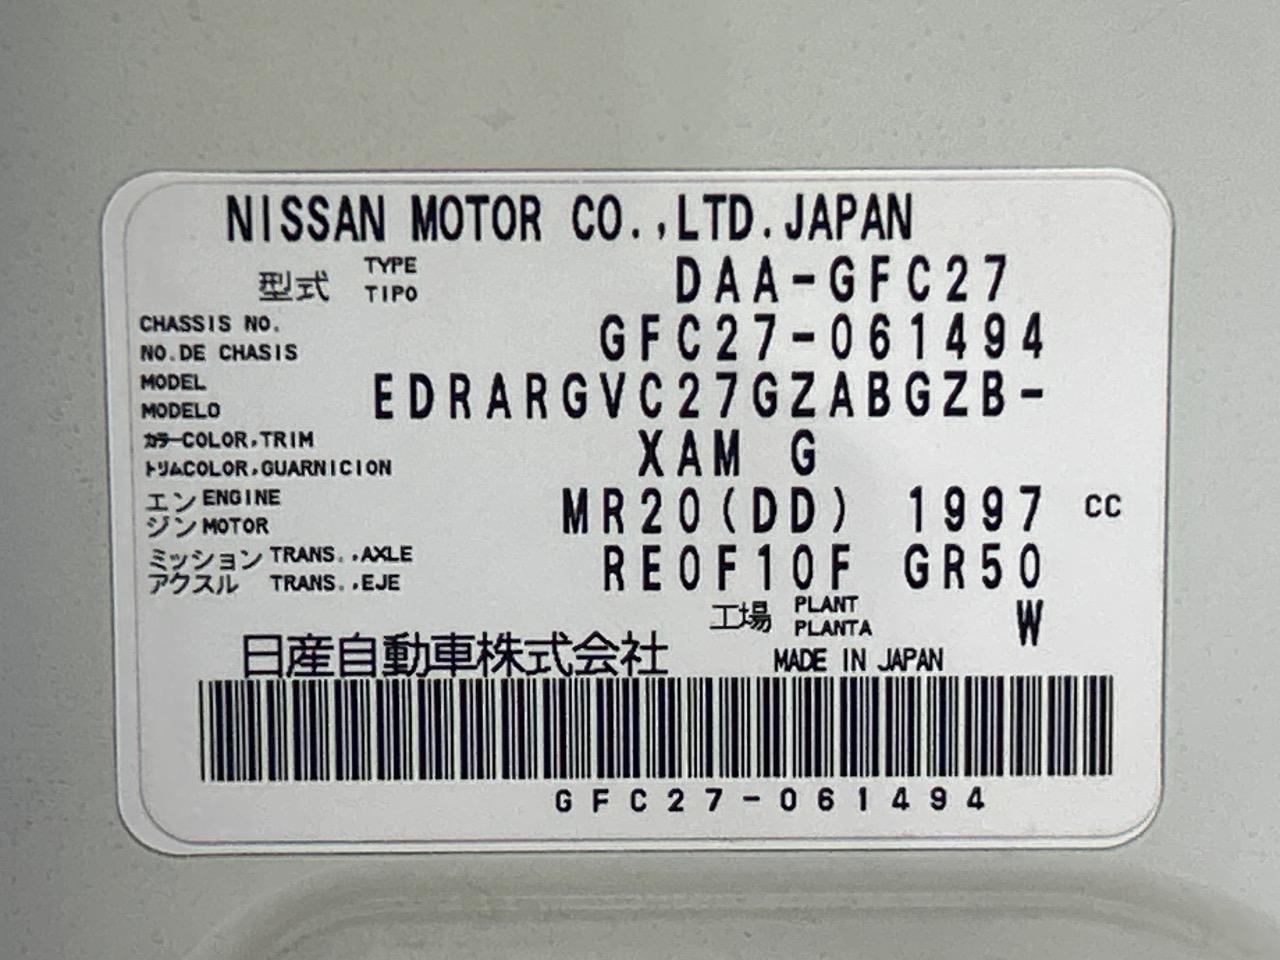 NISSAN MOTOR CO.,LTD.JAPAN
型式 TYPE TIPO DAA-GFC27
CHASSIS NO.
NO.DE CHASIS GFC27-061494
MODEL
MODELO EDRARGVC27GZABGZB-
カラーCOLOR,TRIM
トリムCOLOR,GUARNICION XAM G
エン ENGINE
ジン MOTOR MR20(DD) 1997 CC
ミッション TRANS.,AXLE
アクスル TRANS.,EJE RE0F10F GR50
工場 PLANT PLANTA W
日産自動車株式会社 MADE IN JAPAN
GFC27-061494